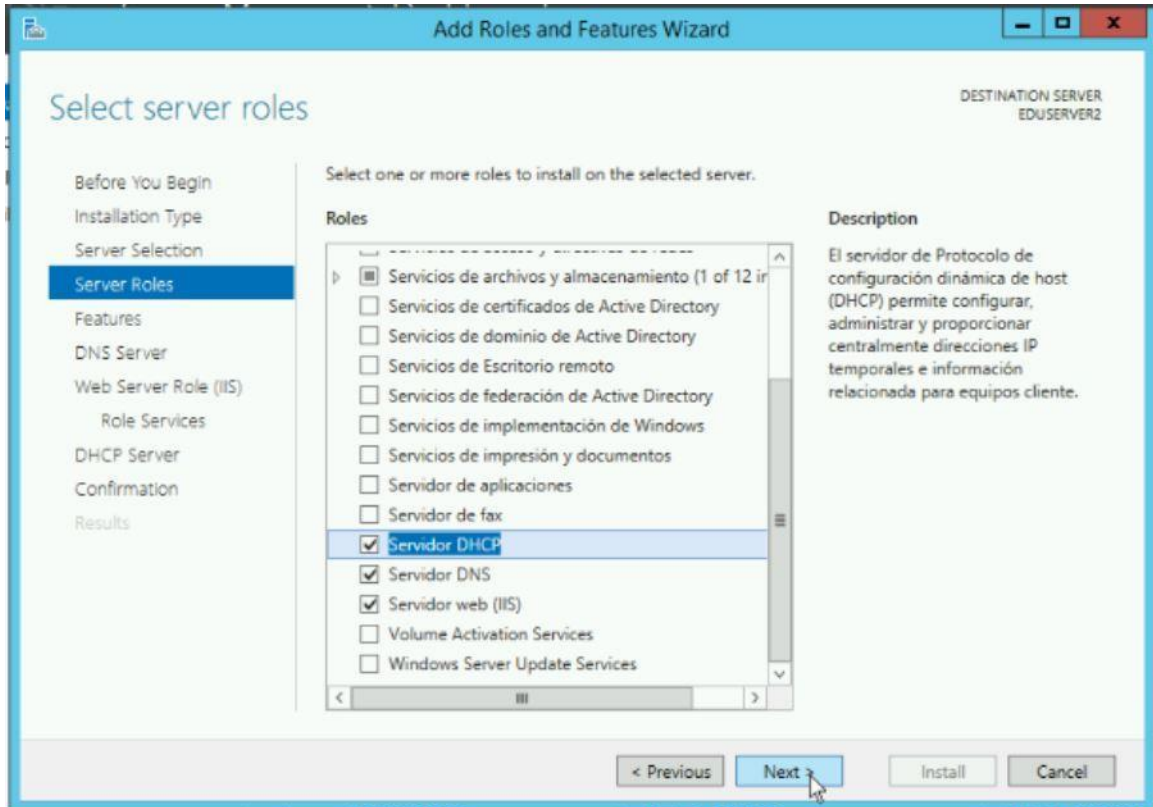 Add Roles and Features Wizard
Select server roles
DESTINATION SERVER
EDUSERVER2
Before You Begin
Installation Type
Server Selection
Server Roles
Features
DNS Server
Web Server Role (IIS)
Role Services
DHCP Server
Confirmation
Results
Select one or more roles to install on the selected server.
Roles
Servicios de archivos y almacenamiento (1 of 12 in
Servicios de certificados de Active Directory
Servicios de dominio de Active Directory
Servicios de Escritorio remoto
Servicios de federación de Active Directory
Servicios de implementación de Windows
Servicios de impresión y documentos
Servidor de aplicaciones
Servidor de fax
Servidor DHCP
Servidor DNS
Servidor web (IIS)
Volume Activation Services
Windows Server Update Services
Description
El servidor de Protocolo de
configuración dinámica de host
(DHCP) permite configurar,
administrar y proporcionar
centralmente direcciones IP
temporales e información
relacionada para equipos cliente.
< Previous
Next >
Install
Cancel